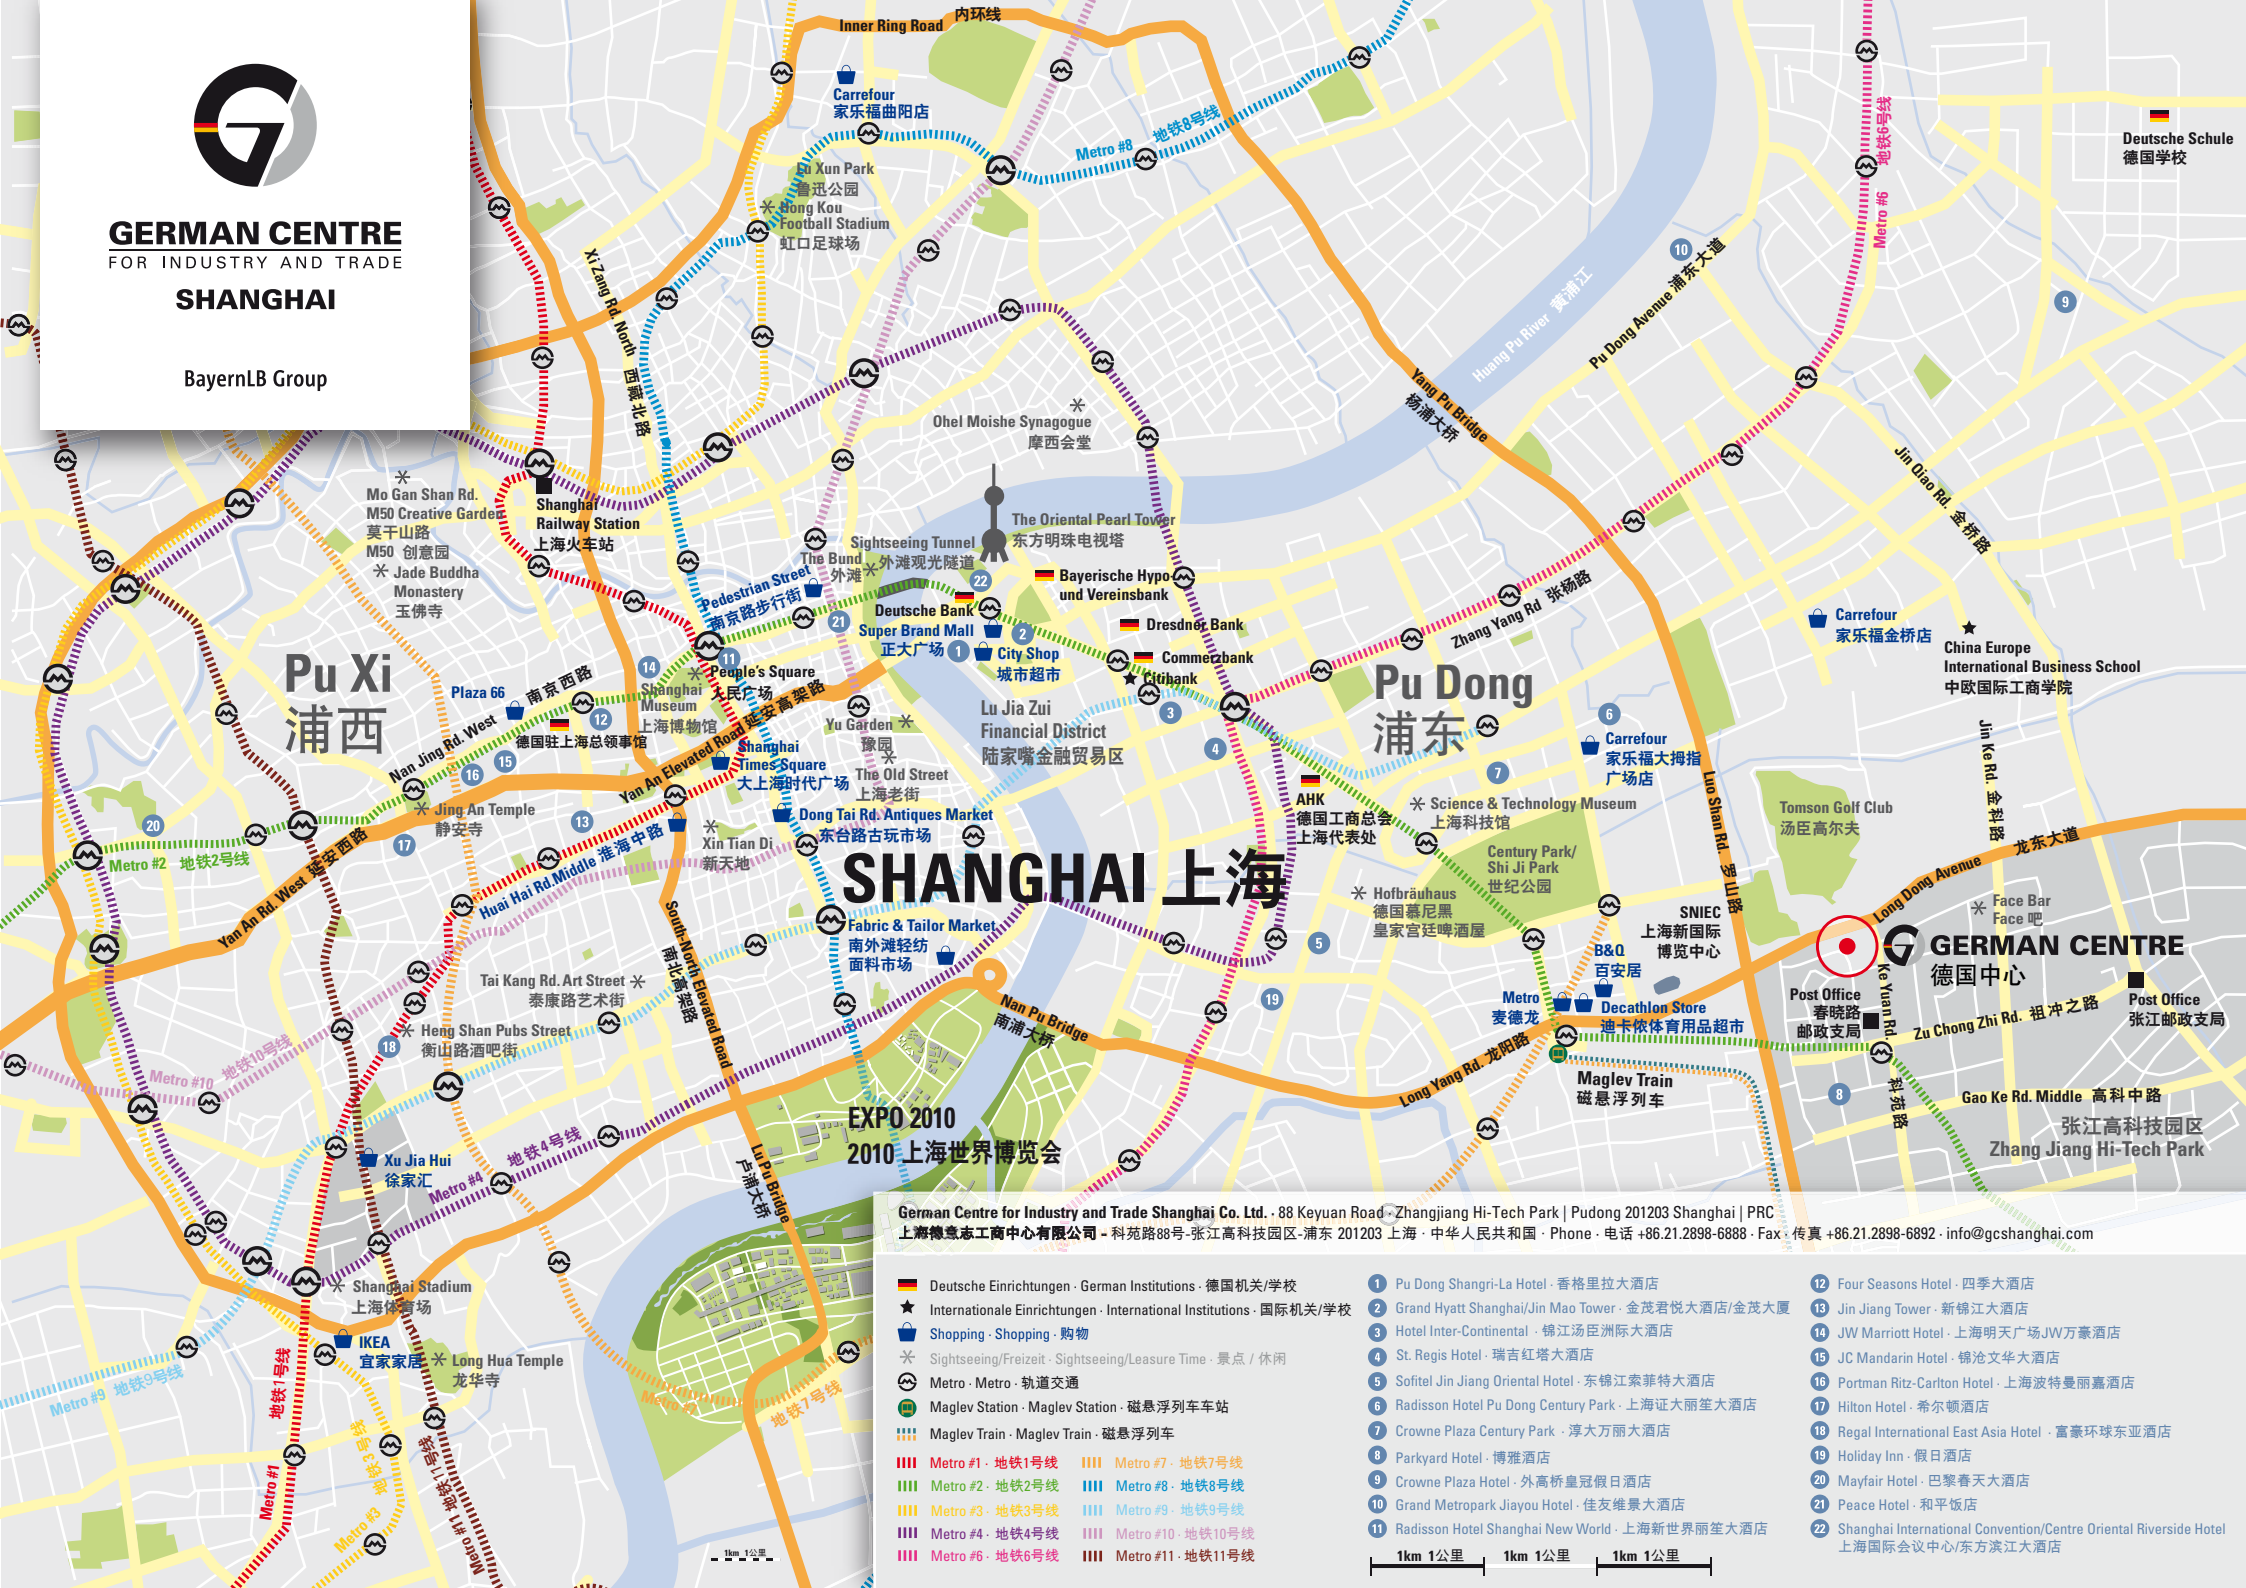 GERMAN CENTRE
FOR INDUSTRY AND TRADE
SHANGHAI
BayernLB Group
Inner Ring Road 内环线
Carrefour
家乐福曲阳店
Lu Xun Park
鲁迅公园
Hong Kou
Football Stadium
虹口足球场
Metro #8 地铁8号线
地铁6号线
Metro #6
Deutsche Schule
德国学校
10
9
Pu Dong Avenue 浦东大道
Huang Pu River 黄浦江
Xi Zang Rd. North 西藏北路
Yang Pu Bridge
杨浦大桥
Ohel Moishe Synagogue
摩西会堂
Jin Qiao Rd. 金桥路
Mo Gan Shan Rd.
M50 Creative Garden
莫干山路
M50 创意园
Jade Buddha
Monastery
玉佛寺
Shanghai
Railway Station
上海火车站
The Oriental Pearl Tower
东方明珠电视塔
Sightseeing Tunnel
外滩观光隧道
The Bund
外滩
Pedestrian Street
南京路步行街
22
Bayerische Hypo-
und Vereinsbank
Deutsche Bank
Super Brand Mall
正大广场
21
1
2
City Shop
城市超市
Dresdner Bank
Commerzbank
Citibank
Zhang Yang Rd 张杨路
Carrefour
家乐福金桥店
China Europe
International Business School
中欧国际工商学院
Pu Xi
浦西
Pu Dong
浦东
Plaza 66
Nan Jing Rd. West 南京西路
12
德国驻上海总领事馆
14
11
Shanghai
Museum
上海博物馆
People's Square
人民广场
Yan An Elevated Road 延安高架路
Yu Garden
豫园
Lu Jia Zui
Financial District
陆家嘴金融贸易区
3
4
6
Carrefour
家乐福大拇指
广场店
7
Jin Ke Rd. 金科路
15
16
Shanghai
Times Square
大上海时代广场
The Old Street
上海老街
AHK
德国工商总会
上海代表处
Science & Technology Museum
上海科技馆
Luo Shan Rd 罗山路
Tomson Golf Club
汤臣高尔夫
Jing An Temple
静安寺
17
20
13
Metro #2 地铁2号线
Yan An Rd. West 延安西路
Huai Hai Rd.Middle 淮海中路
Xin Tian Di
新天地
Dong Tai Rd. Antiques Market
东台路古玩市场
SHANGHAI 上海
Century Park/
Shi Ji Park
世纪公园
Hofbräuhaus
德国慕尼黑
皇家宫廷啤酒屋
5
19
Long Dong Avenue 龙东大道
Face Bar
Face 吧
SNIEC
上海新国际
博览中心
GERMAN CENTRE
德国中心
Fabric & Tailor Market
南外滩轻纺
面料市场
B&Q
百安居
Metro
麦德龙
Decathlon Store
迪卡侬体育用品超市
Post Office
春晓路
邮政支局
Ke Yuan Rd.
科苑路
Post Office
张江邮政支局
Zu Chong Zhi Rd. 祖冲之路
Tai Kang Rd. Art Street
泰康路艺术街
South-North Elevated Road
南北高架路
Nan Pu Bridge
南浦大桥
Heng Shan Pubs Street
衡山路酒吧街
18
Metro #10 地铁10号线
Long Yang Rd. 龙阳路
Maglev Train
磁悬浮列车
8
Gao Ke Rd. Middle 高科中路
张江高科技园区
Zhang Jiang Hi-Tech Park
EXPO 2010
2010 上海世界博览会
Xu Jia Hui
徐家汇
Metro #4 地铁4号线
Lu Pu Bridge
卢浦大桥
Shanghai Stadium
上海体育场
IKEA
宜家家居
Long Hua Temple
龙华寺
Metro #9 地铁9号线
地铁1号线
Metro #1
地铁3号线
Metro #3
Metro #11 地铁11号线
Metro #7 地铁7号线
1km 1公里
German Centre for Industry and Trade Shanghai Co. Ltd. · 88 Keyuan Road · Zhangjiang Hi-Tech Park | Pudong 201203 Shanghai | PRC
上海德意志工商中心有限公司 - 科苑路88号-张江高科技园区-浦东 201203 上海 · 中华人民共和国 · Phone · 电话 +86.21.2898-6888 · Fax · 传真 +86.21.2898-6892 · info@gcshanghai.com
Deutsche Einrichtungen · German Institutions · 德国机关/学校
Internationale Einrichtungen · International Institutions · 国际机关/学校
Shopping · Shopping · 购物
Sightseeing/Freizeit · Sightseeing/Leasure Time · 景点 / 休闲
Metro · Metro · 轨道交通
Maglev Station · Maglev Station · 磁悬浮列车车站
Maglev Train · Maglev Train · 磁悬浮列车
Metro #1 · 地铁1号线
Metro #2 · 地铁2号线
Metro #3 · 地铁3号线
Metro #4 · 地铁4号线
Metro #6 · 地铁6号线
Metro #7 · 地铁7号线
Metro #8 · 地铁8号线
Metro #9 · 地铁9号线
Metro #10 · 地铁10号线
Metro #11 · 地铁11号线
1 Pu Dong Shangri-La Hotel · 香格里拉大酒店
2 Grand Hyatt Shanghai/Jin Mao Tower · 金茂君悦大酒店/金茂大厦
3 Hotel Inter-Continental · 锦江汤臣洲际大酒店
4 St. Regis Hotel · 瑞吉红塔大酒店
5 Sofitel Jin Jiang Oriental Hotel · 东锦江索菲特大酒店
6 Radisson Hotel Pu Dong Century Park · 上海证大丽笙大酒店
7 Crowne Plaza Century Park · 淳大万丽大酒店
8 Parkyard Hotel · 博雅酒店
9 Crowne Plaza Hotel · 外高桥皇冠假日酒店
10 Grand Metropark Jiayou Hotel · 佳友维景大酒店
11 Radisson Hotel Shanghai New World · 上海新世界丽笙大酒店
12 Four Seasons Hotel · 四季大酒店
13 Jin Jiang Tower · 新锦江大酒店
14 JW Marriott Hotel · 上海明天广场JW万豪酒店
15 JC Mandarin Hotel · 锦沧文华大酒店
16 Portman Ritz-Carlton Hotel · 上海波特曼丽嘉酒店
17 Hilton Hotel · 希尔顿酒店
18 Regal International East Asia Hotel · 富豪环球东亚酒店
19 Holiday Inn · 假日酒店
20 Mayfair Hotel · 巴黎春天大酒店
21 Peace Hotel · 和平饭店
22 Shanghai International Convention/Centre Oriental Riverside Hotel
上海国际会议中心/东方滨江大酒店
1km 1公里 1km 1公里 1km 1公里